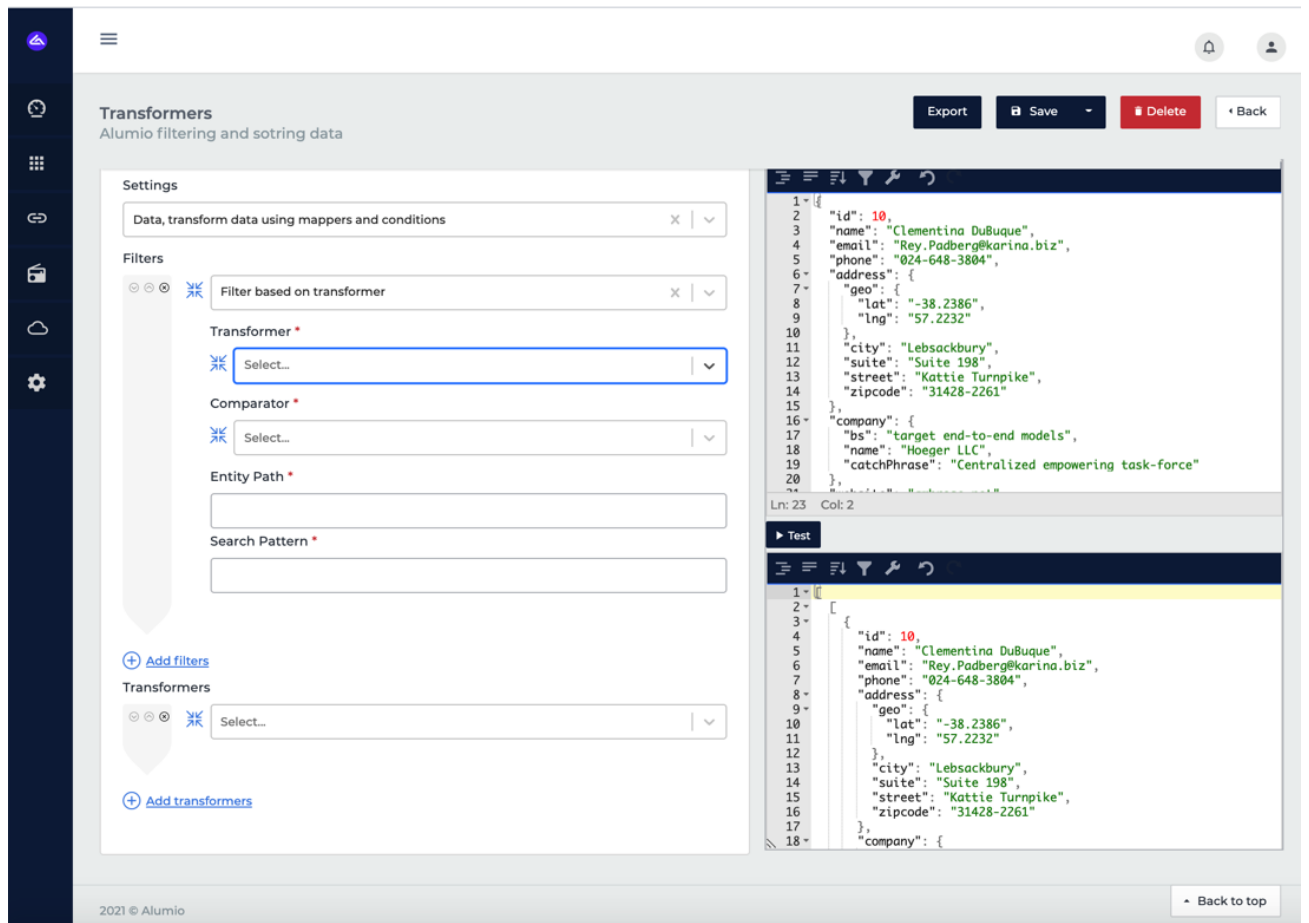 Transformers
Alumio filtering and sotring data
Export
Save
Delete
Back
Settings
Data, transform data using mappers and conditions
Filters
Filter based on transformer
Transformer *
Select...
Comparator *
Select...
Entity Path *
Search Pattern *
Add filters
Transformers
Select...
Add transformers
1 {
2 "id": 10,
3 "name": "Clementina DuBuque",
4 "email": "Rey.Padberg@karina.biz",
5 "phone": "024-648-3804",
6 "address": {
7 "geo": {
8 "lat": "-38.2386",
9 "lng": "57.2232"
10 },
11 "city": "Lebsackbury",
12 "suite": "Suite 198",
13 "street": "Kattie Turnpike",
14 "zipcode": "31428-2261"
15 },
16 "company": {
17 "bs": "target end-to-end models",
18 "name": "Hoeger LLC",
19 "catchPhrase": "Centralized empowering task-force"
20 },
Ln: 23 Col: 2
Test
1 [
2 [
3 {
4 "id": 10,
5 "name": "Clementina DuBuque",
6 "email": "Rey.Padberg@karina.biz",
7 "phone": "024-648-3804",
8 "address": {
9 "geo": {
10 "lat": "-38.2386",
11 "lng": "57.2232"
12 },
13 "city": "Lebsackbury",
14 "suite": "Suite 198",
15 "street": "Kattie Turnpike",
16 "zipcode": "31428-2261"
17 },
18 "company": {
2021 © Alumio
Back to top